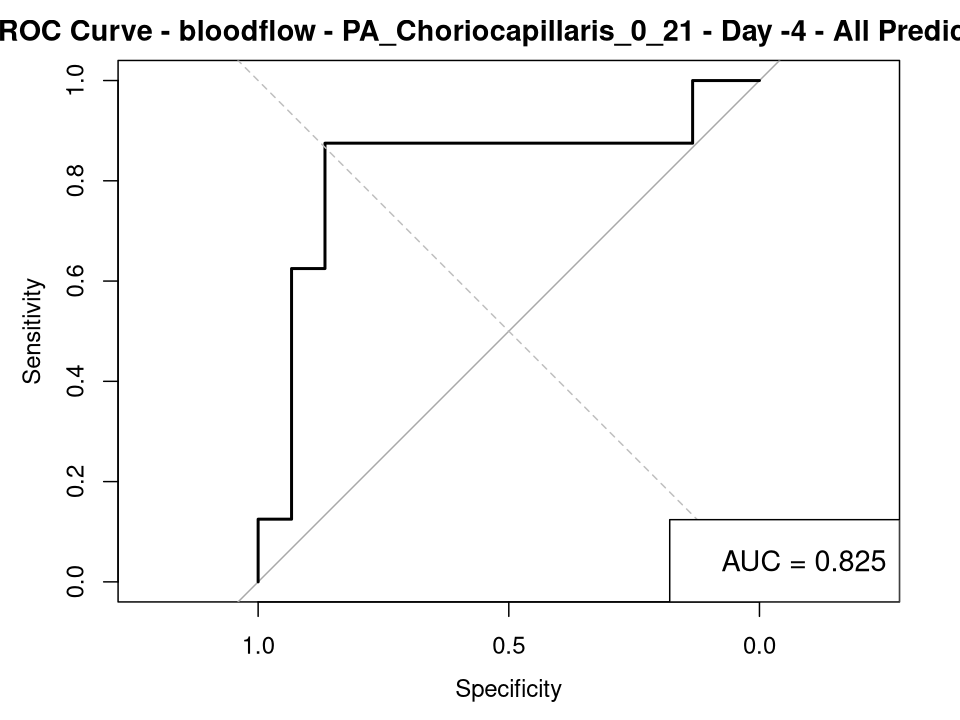 ROC Curve - bloodflow - PA_Choriocapillaris_0_21 - Day -4 - All Predic
1.0
0.8
0.6
0.4
0.2
0.0
Sensitivity
AUC = 0.825
1.0 0.5 0.0
Specificity